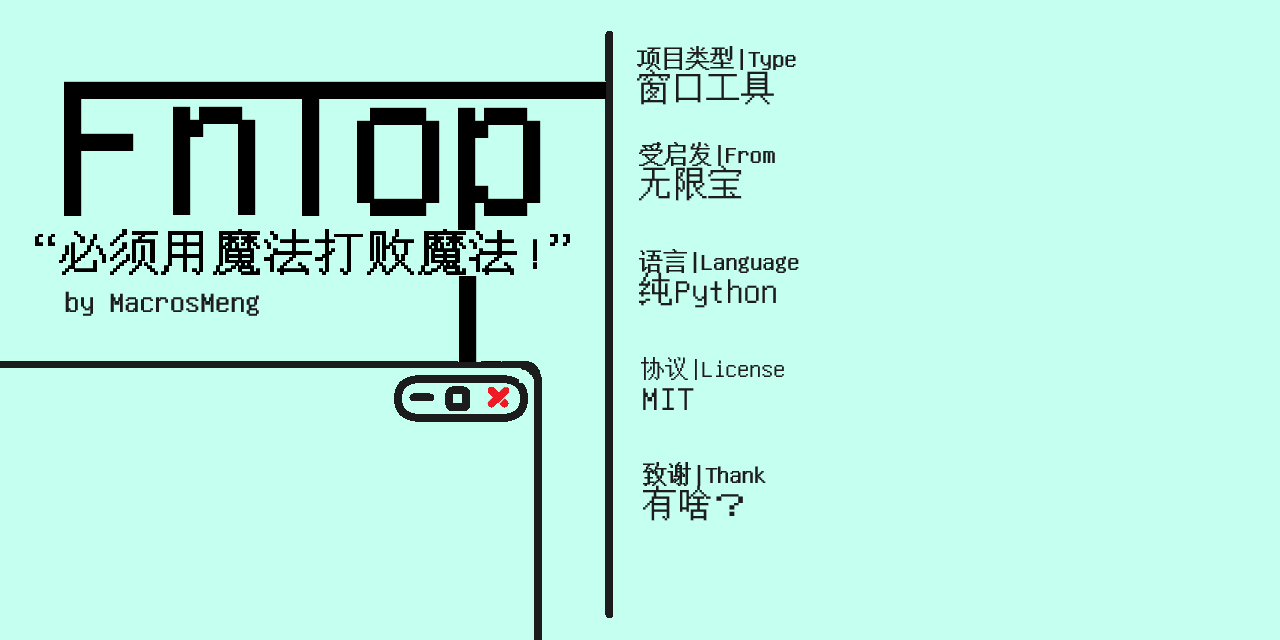 FnTop
“必须用魔法打败魔法!”
by MacrosMeng
项目类型|Type
窗口工具
受启发|From
无限宝
语言|Language
纯Python
协议|License
MIT
致谢|Thank
有啥?